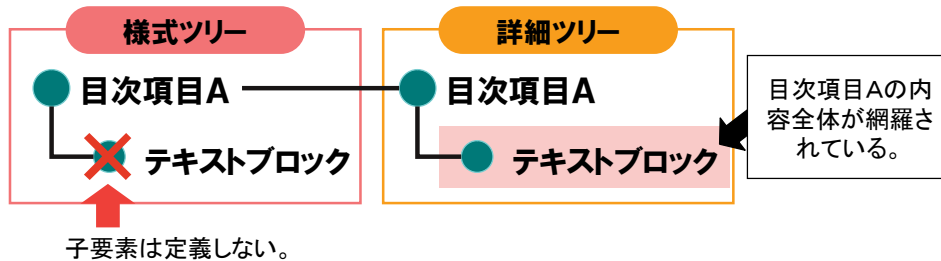 様式ツリー
目次項目A
テキストブロック
子要素は定義しない。
詳細ツリー
目次項目A
テキストブロック
目次項目Aの内
容全体が網羅さ
れている。